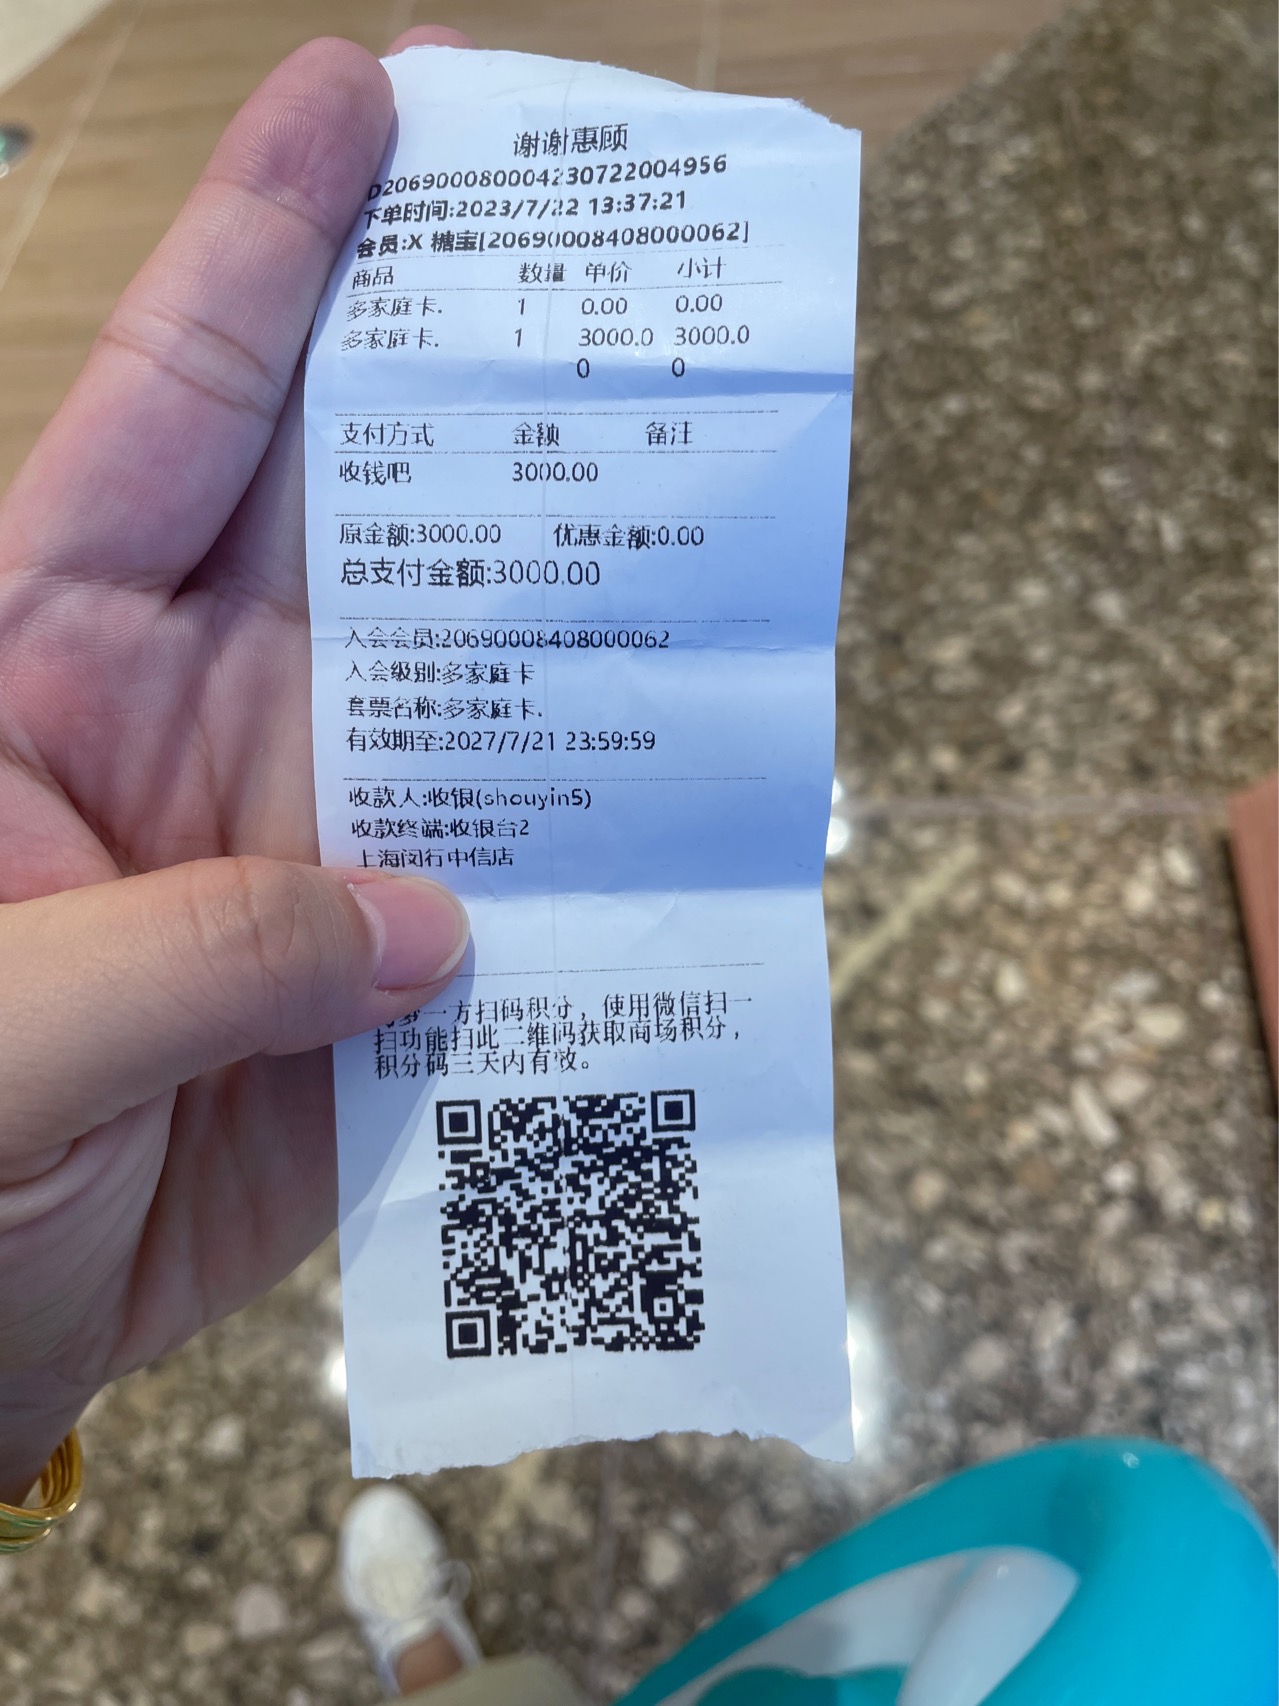 谢谢惠顾
D206900080004230722004956
下单时间:2023/7/22 13:37:21
会员:X 糖宝[20690008408000062]
商品 数量 单价 小计
多家庭卡. 1 0.00 0.00
多家庭卡. 1 3000.0 3000.0
0 0
支付方式 金额 备注
收钱吧 3000.00
原金额:3000.00 优惠金额:0.00
总支付金额:3000.00
入会会员:20690008408000062
入会级别:多家庭卡
套票名称:多家庭卡.
有效期至:2027/7/21 23:59:59
收款人:收银(shouyin5)
收款终端:收银台2
上海闵行中信店
一方扫码积分，使用微信扫一
扫功能扫此二维码获取商场积分，
积分码三天内有效。